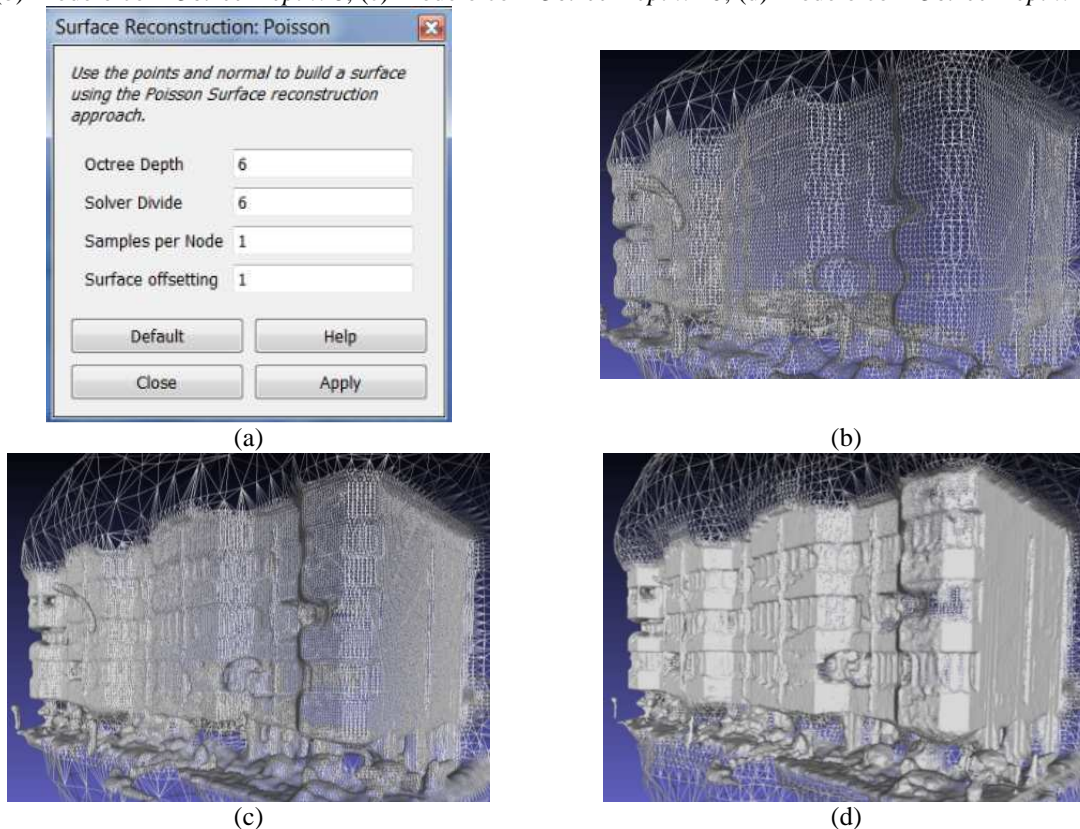 Surface Reconstruction: Poisson
Use the points and normal to build a surface
using the Poisson Surface reconstruction
approach.
Octree Depth 6
Solver Divide 6
Samples per Node 1
Surface offsetting 1
Default Help
Close Apply
(a) (b)
(c) (d)